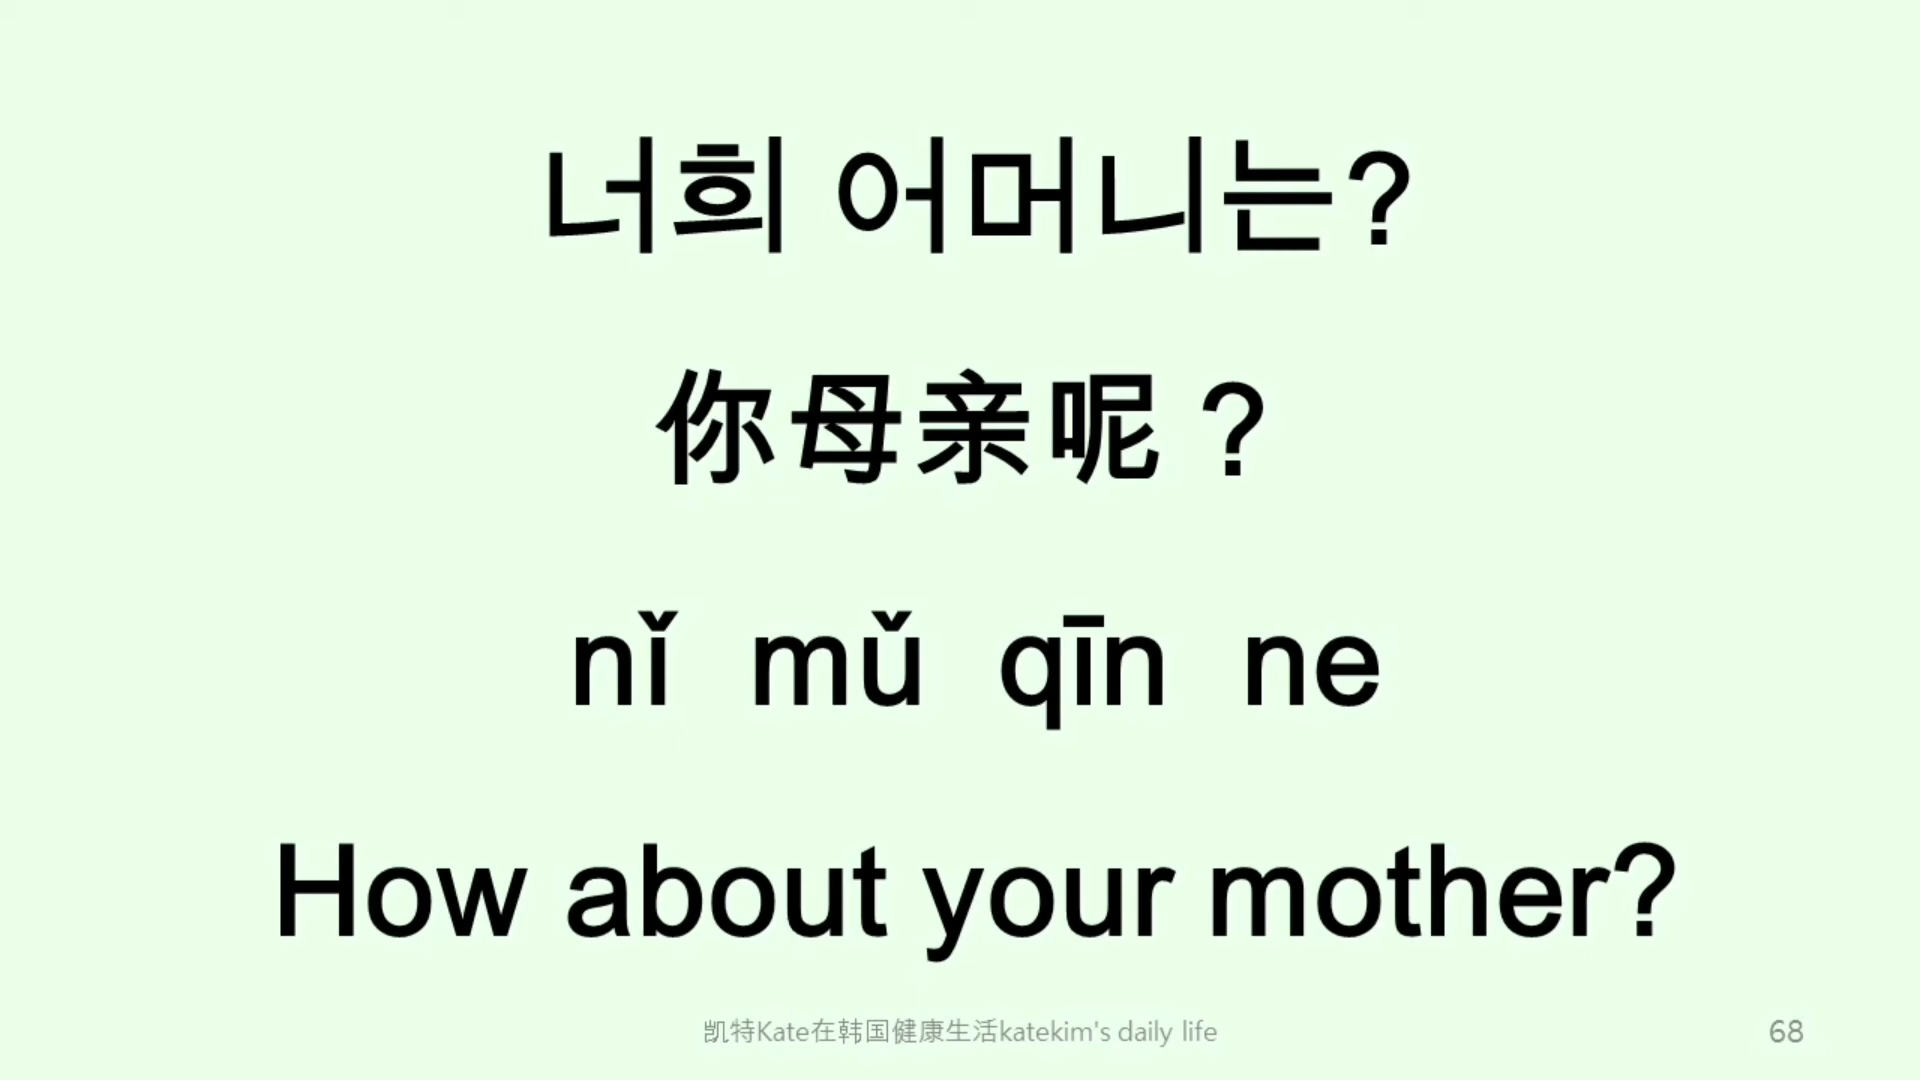 너희 어머니는?
你母亲呢？
nǐ mǔ qīn ne
How about your mother?
凯特Kate在韩国健康生活katekim's daily life
68